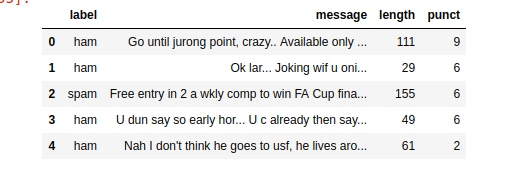 label message length punct
0 ham Go until jurong point, crazy.. Available only ... 111 9
1 ham Ok lar... Joking wif u oni... 29 6
2 spam Free entry in 2 a wkly comp to win FA Cup fina... 155 6
3 ham U dun say so early hor... U c already then say... 49 6
4 ham Nah I don't think he goes to usf, he lives aro... 61 2